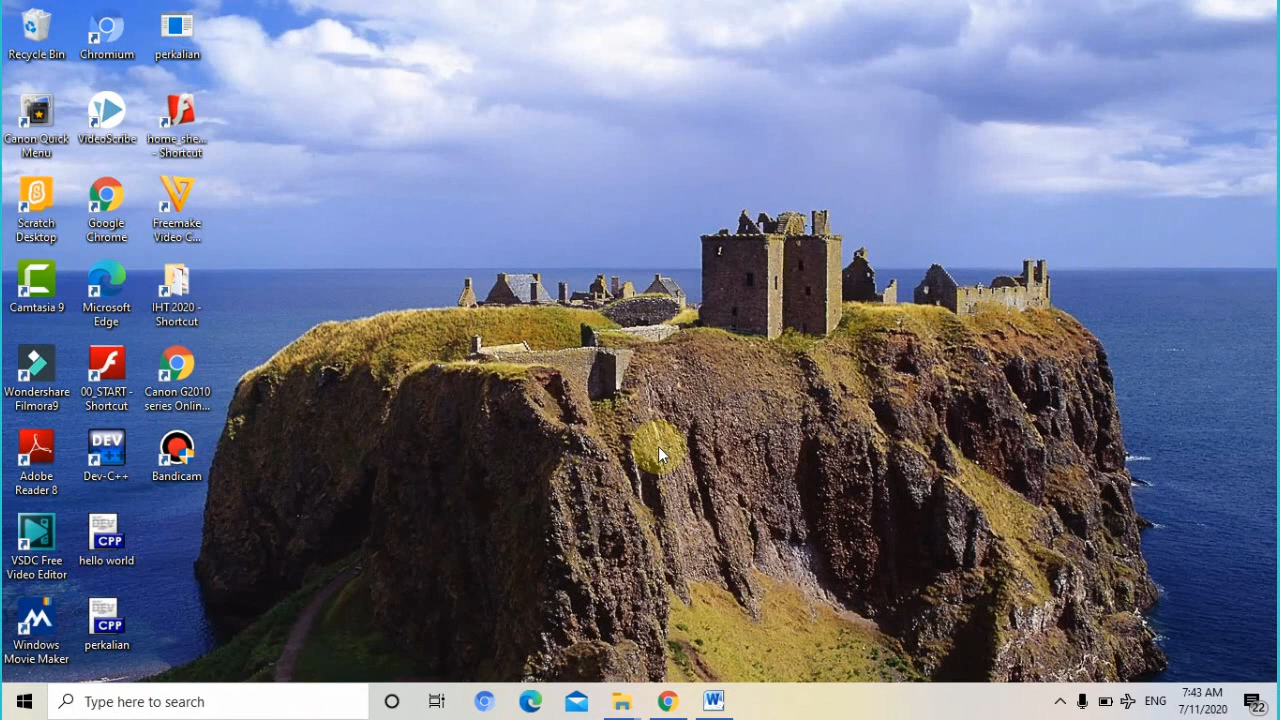 Recycle Bin
Chromium
perkalian
Canon Quick
Menu
VideoScribe
home_she...
- Shortcut
Scratch
Desktop
Google
Chrome
Freemake
Video C...
Camtasia 9
Microsoft
Edge
IHT 2020 -
Shortcut
Wondershare
Filmora9
00_START -
Shortcut
Canon G2010
series Onlin...
Adobe
Reader 8
DEV
C++
Dev-C++
Bandicam
VSDC Free
Video Editor
DEV
CPP
hello world
Windows
Movie Maker
DEV
CPP
perkalian
Type here to search
W
ENG
7:43 AM
7/11/2020
22